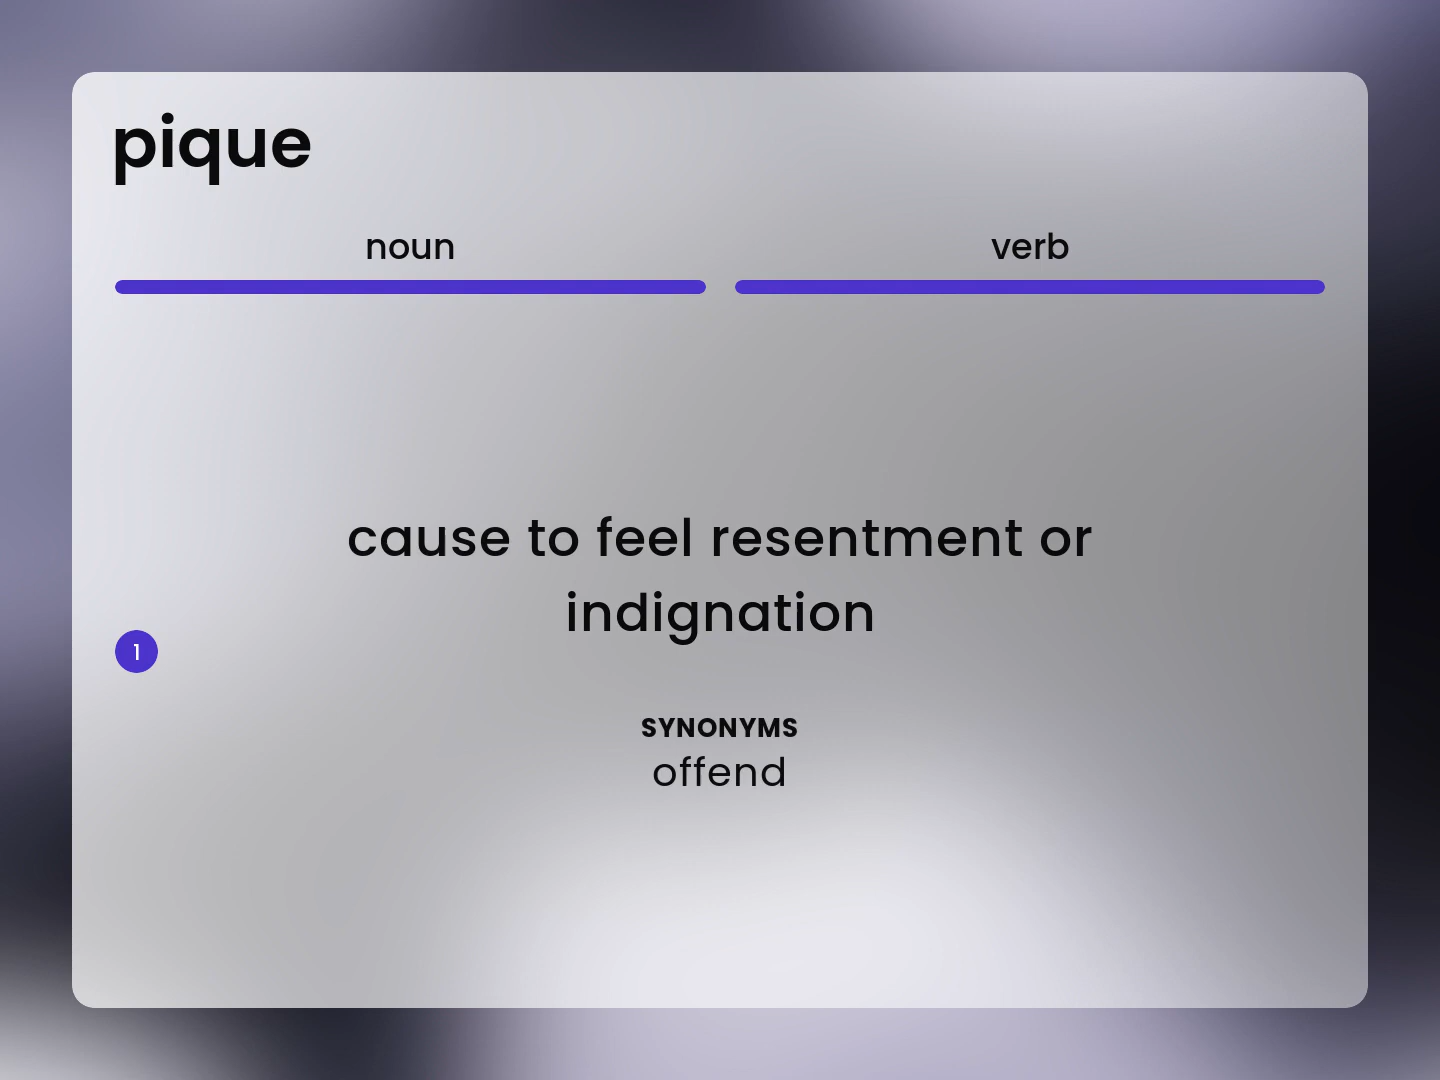 pique
noun verb
cause to feel resentment or
indignation
1
SYNONYMS
offend